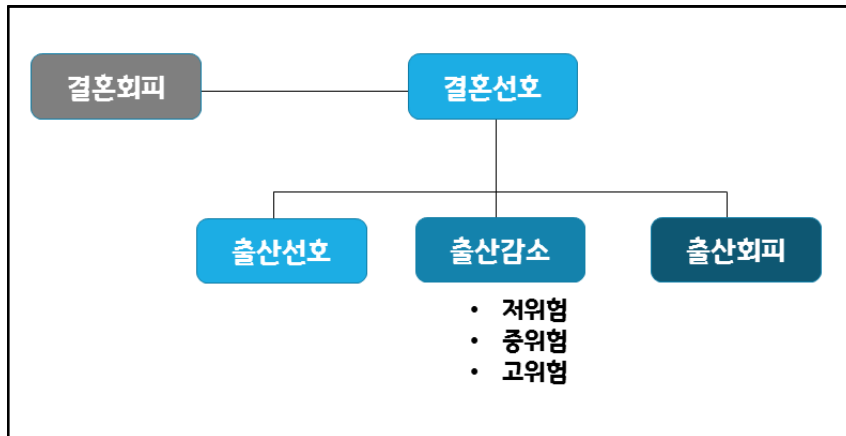 결혼회피
결혼선호
출산선호
출산감소
출산회피
• 저위험
• 중위험
• 고위험